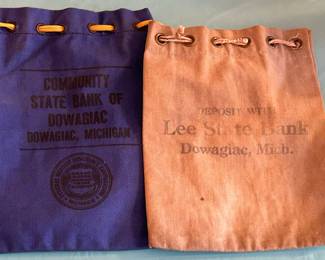 COMMUNITY
STATE BANK OF
DOWAGIAC
DOWAGIAC, MICHIGAN
DEPOSIT WITH
Lee State Bank
Dowagiac, Mich.